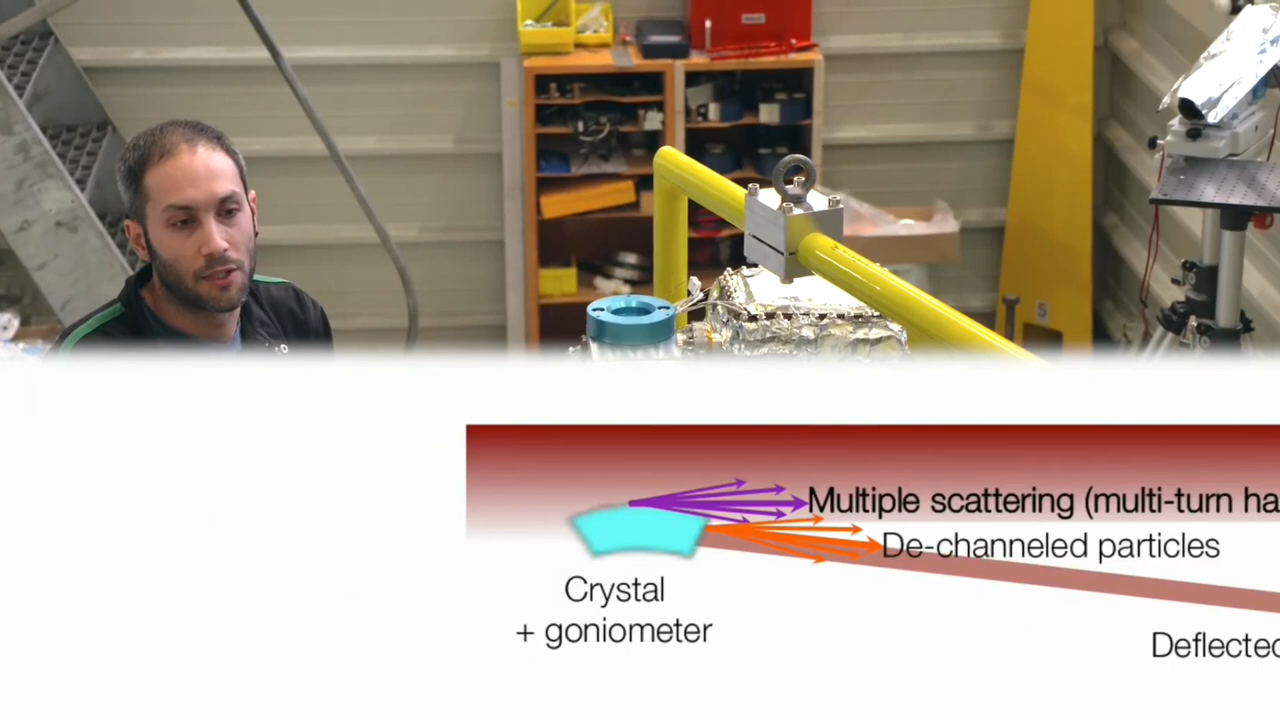 Multiple scattering (multi-turn ha
De-channeled particles
Crystal
+ goniometer
Deflected